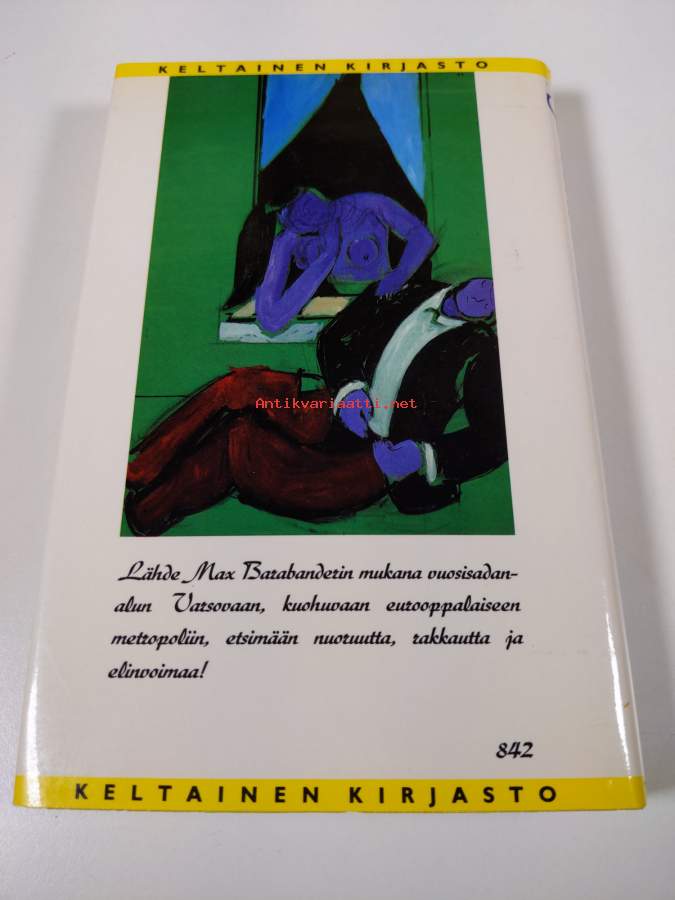 KELTAINEN KIRJASTO
Antikvariaatti.net
Lähde Max Barabanderin mukana vuosisadan-
alun Varsovaan, kuohuvaan eurooppalaiseen
metropoliin, etsimään nuoruutta, rakkautta ja
elinvoimaa!
842
KELTAINEN KIRJASTO